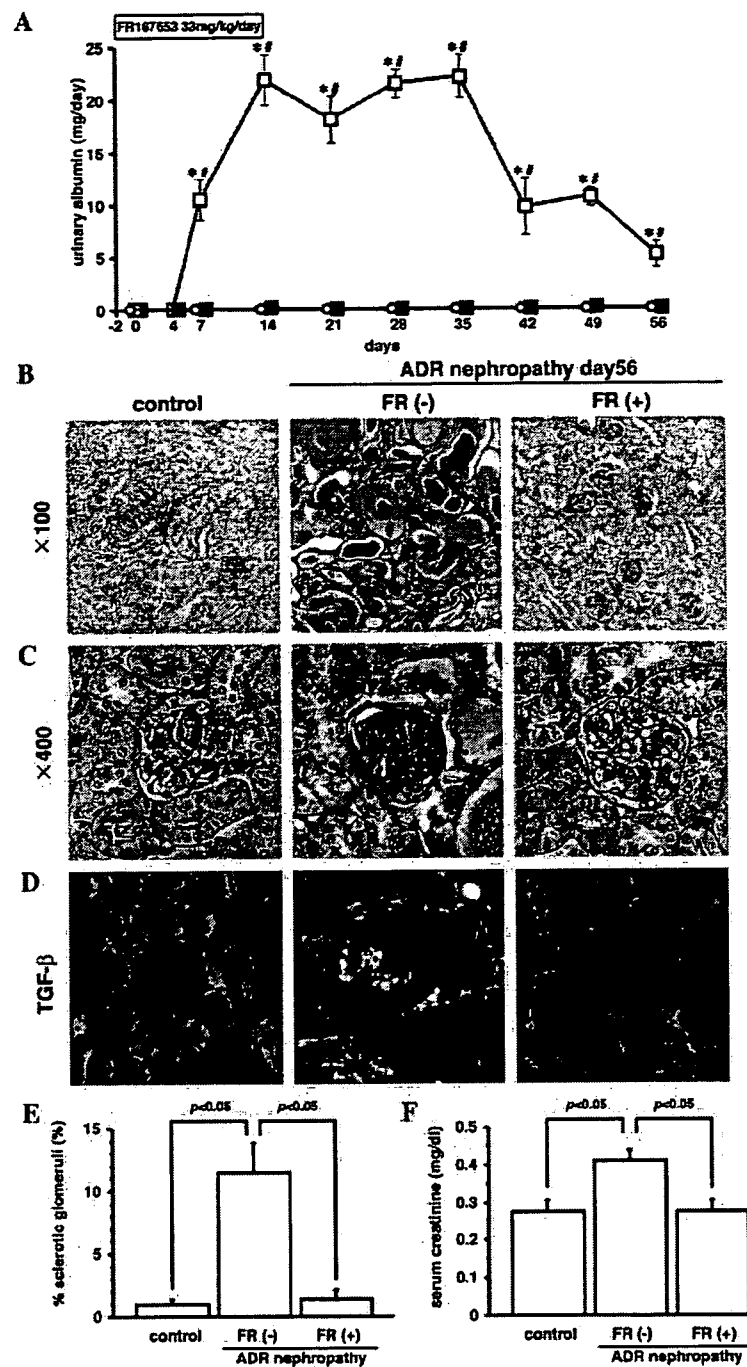 A
FR167653 33mg/kg/day
urinary albumin (mg/day)
25
20
15
10
5
0
*# *# *# *# *# *# *# *#
-2 0 4 7 14 21 28 35 42 49 56
days
B
ADR nephropathy day56
control FR (-) FR (+)
×100
C
×400
D
TGF-β
E
p<0.05 p<0.05
% sclerotic glomeruli (%)
15
10
5
0
control FR (-) FR (+)
ADR nephropathy
F
p<0.05 p<0.05
serum creatinine (mg/dl)
0.5
0.4
0.3
0.2
0.1
0
control FR (-) FR (+)
ADR nephropathy